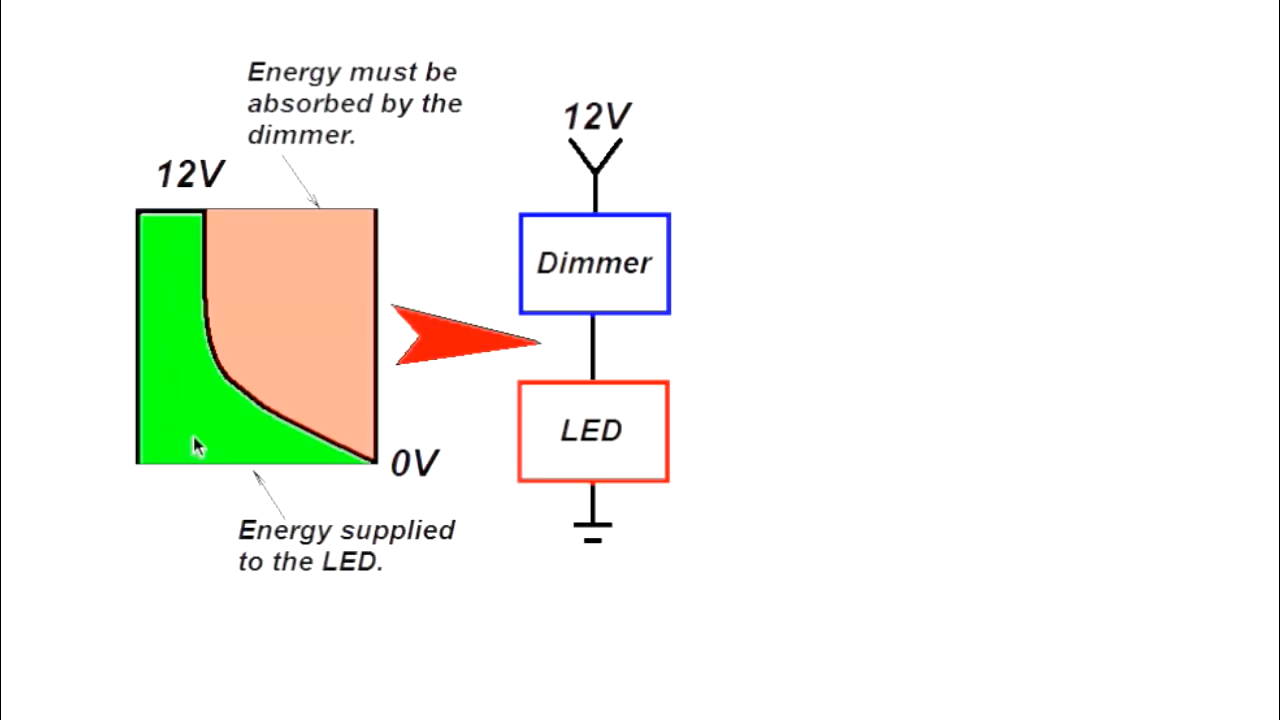 Energy must be
absorbed by the
dimmer.
12V
0V
Energy supplied
to the LED.
12V
Dimmer
LED